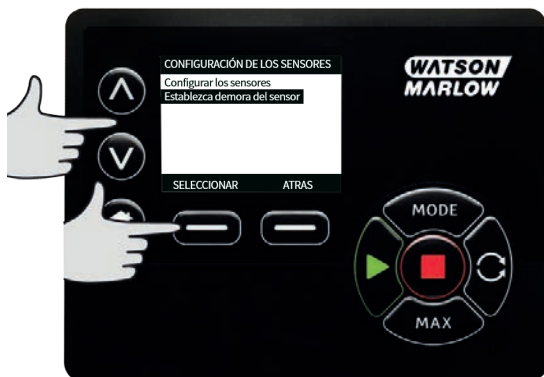 CONFIGURACIÓN DE LOS SENSORES
Configurar los sensores
Establezca demora del sensor
SELECCIONAR ATRAS
WATSON
MARLOW
MODE
MAX